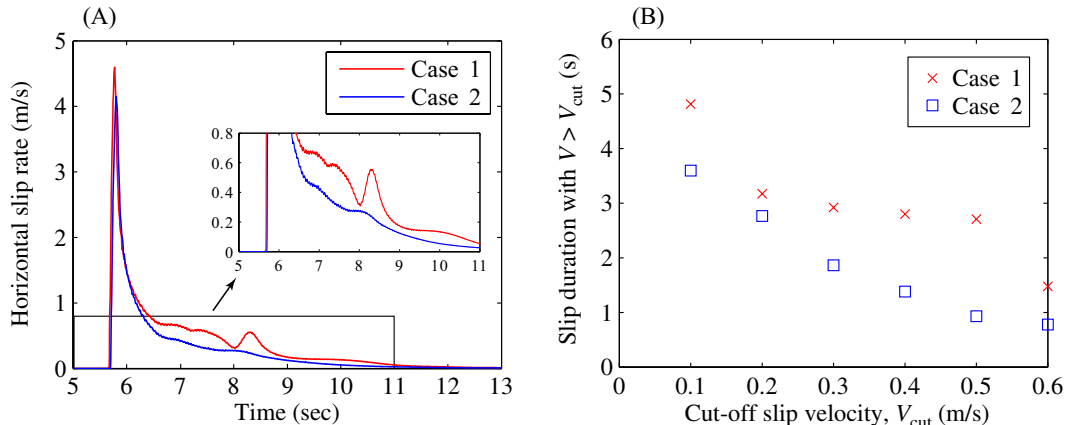 (A)
Horizontal slip rate (m/s)
5
4
3
2
1
0
Case 1
Case 2
0.8
0.6
0.4
0.2
0
5 6 7 8 9 10 11
5 6 7 8 9 10 11 12 13
Time (sec)
(B)
Slip duration with V > Vcut (s)
6
5
4
3
2
1
0
Case 1
Case 2
0 0.1 0.2 0.3 0.4 0.5 0.6
Cut-off slip velocity, Vcut (m/s)